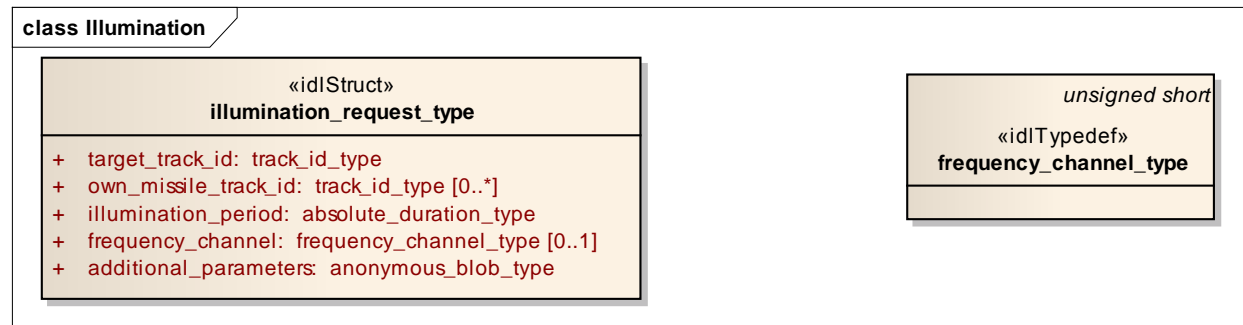 class Illumination
«idlStruct»
illumination_request_type
+ target_track_id: track_id_type
+ own_missile_track_id: track_id_type [0..*]
+ illumination_period: absolute_duration_type
+ frequency_channel: frequency_channel_type [0..1]
+ additional_parameters: anonymous_blob_type
unsigned short
«idlTypedef»
frequency_channel_type